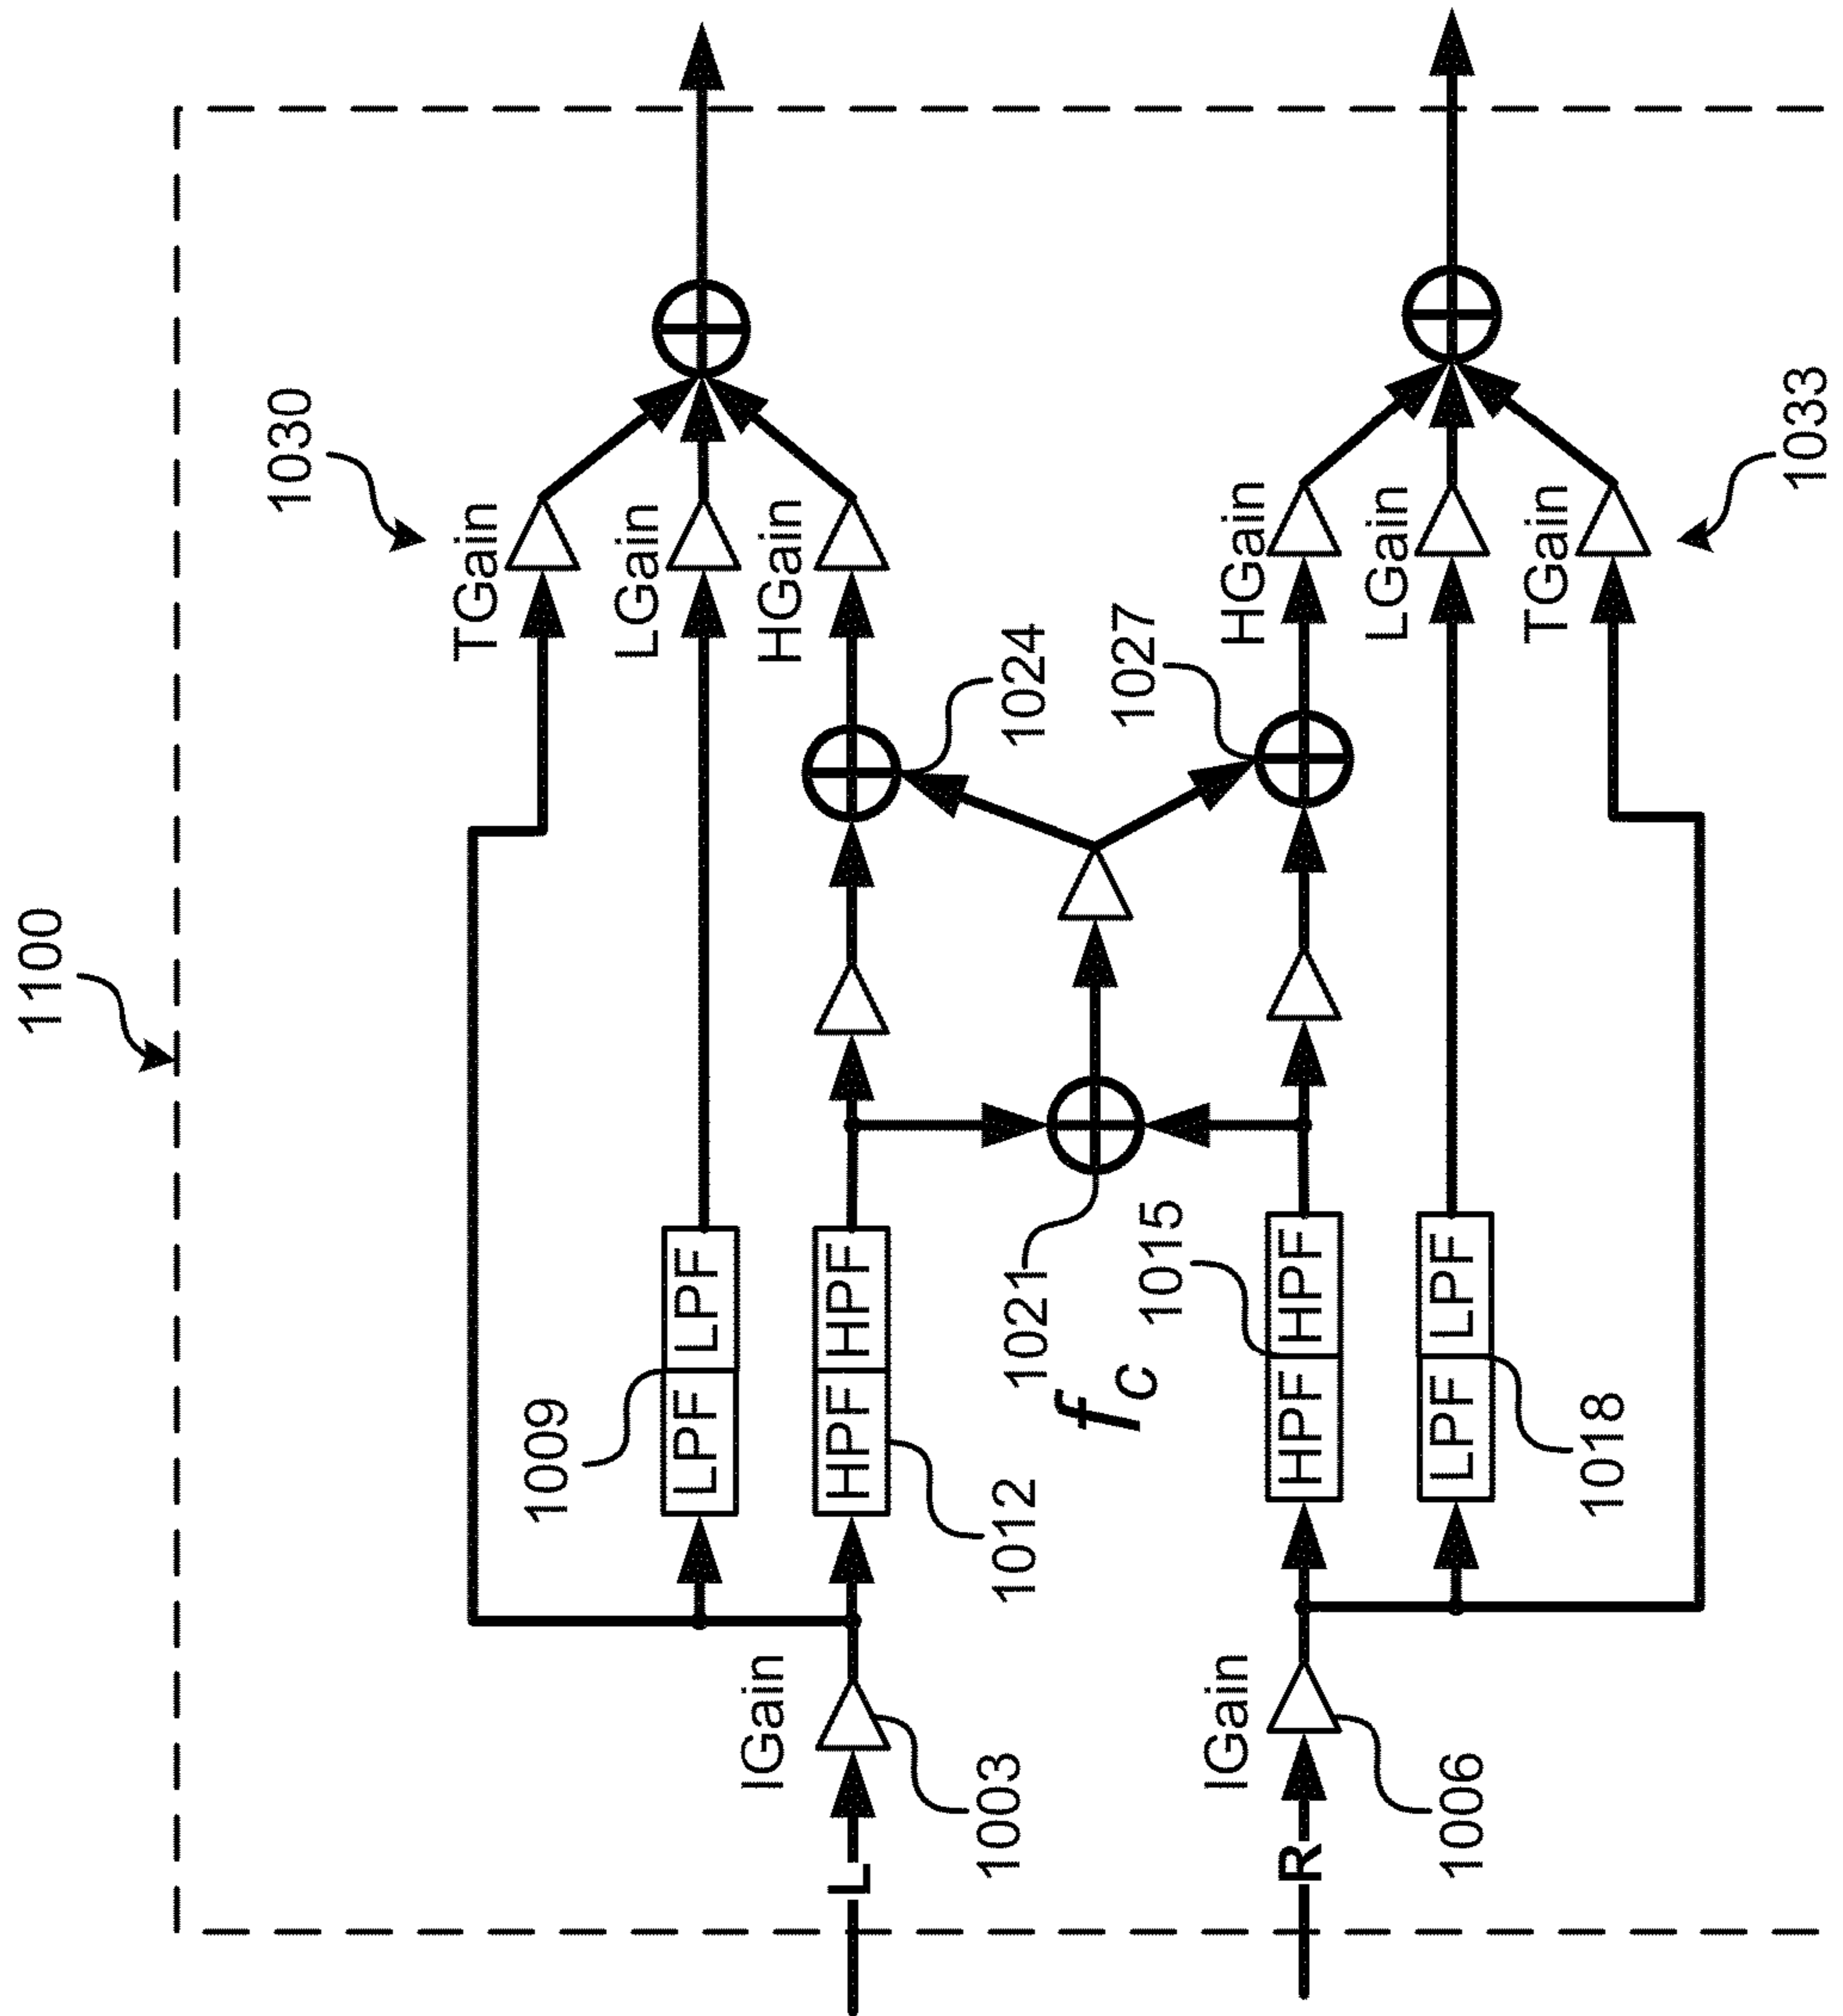 1100
1030
TGain
LGain
HGain
1024
1027
HGain
LGain
TGain
1033
1009
LPF LPF
HPF HPF
1012
1021
f c
1015
HPF HPF
LPF LPF
1018
IGain
L
1003
IGain
R
1006